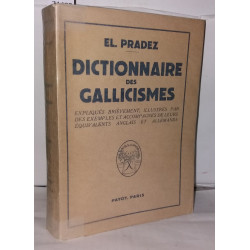 EL. PRADEZ
DICTIONNAIRE
DES
GALLICISMES
EXPLIQUÉS BRIÈVEMENT, ILLUSTRÉS PAR
DES EXEMPLES ET ACCOMPAGNÉS DE LEURS
ÉQUIVALENTS ANGLAIS ET ALLEMANDS
PAYOT, PARIS